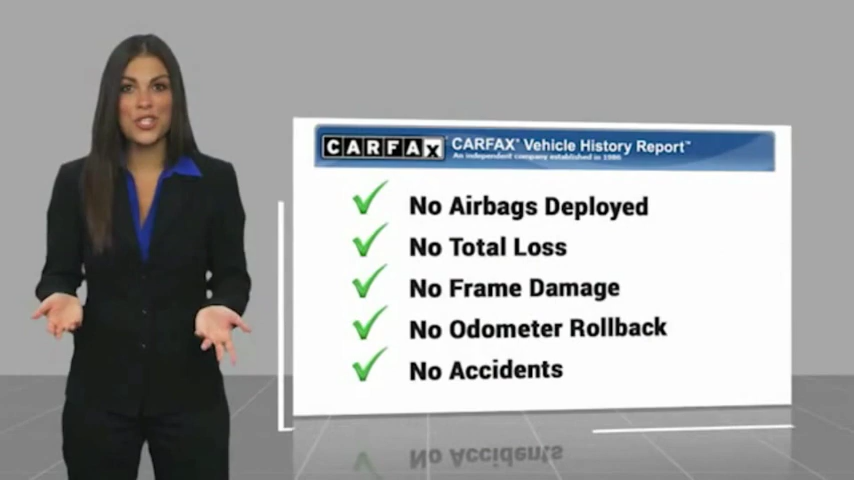 CARFAX CARFAX® Vehicle History Report™
An independent company established in 1986
No Airbags Deployed
No Total Loss
No Frame Damage
No Odometer Rollback
No Accidents
No Accidents